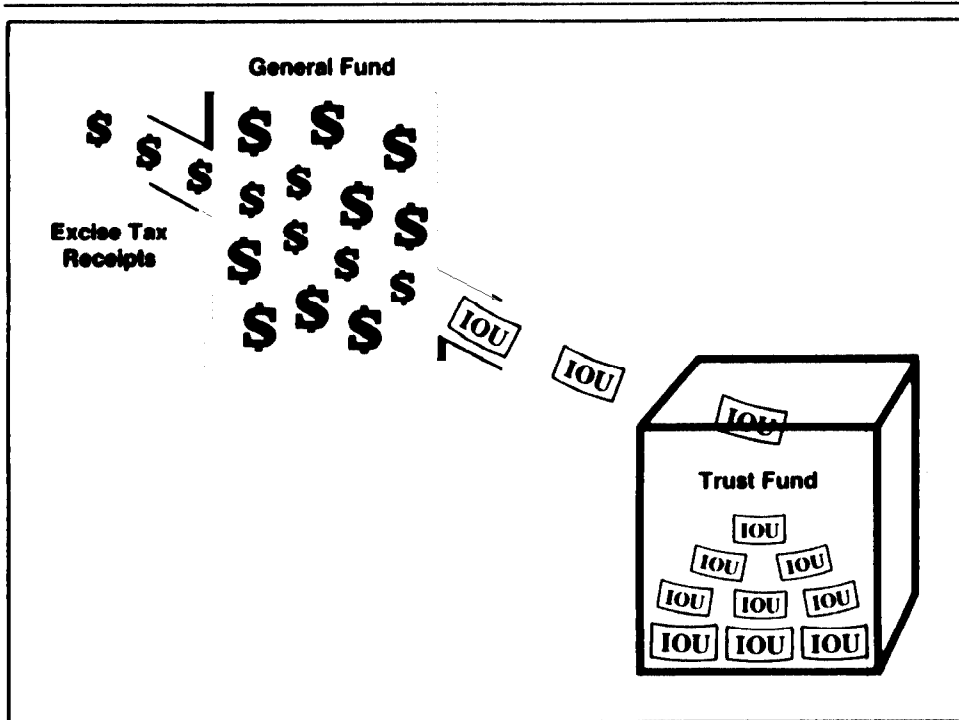 General Fund
$ $ $
$ $ $
$ $ $ $
$ $ $
$ $
$ $ $
Excise Tax
Receipts
IOU
IOU
IOU
Trust Fund
IOU
IOU IOU
IOU IOU IOU
IOU IOU IOU